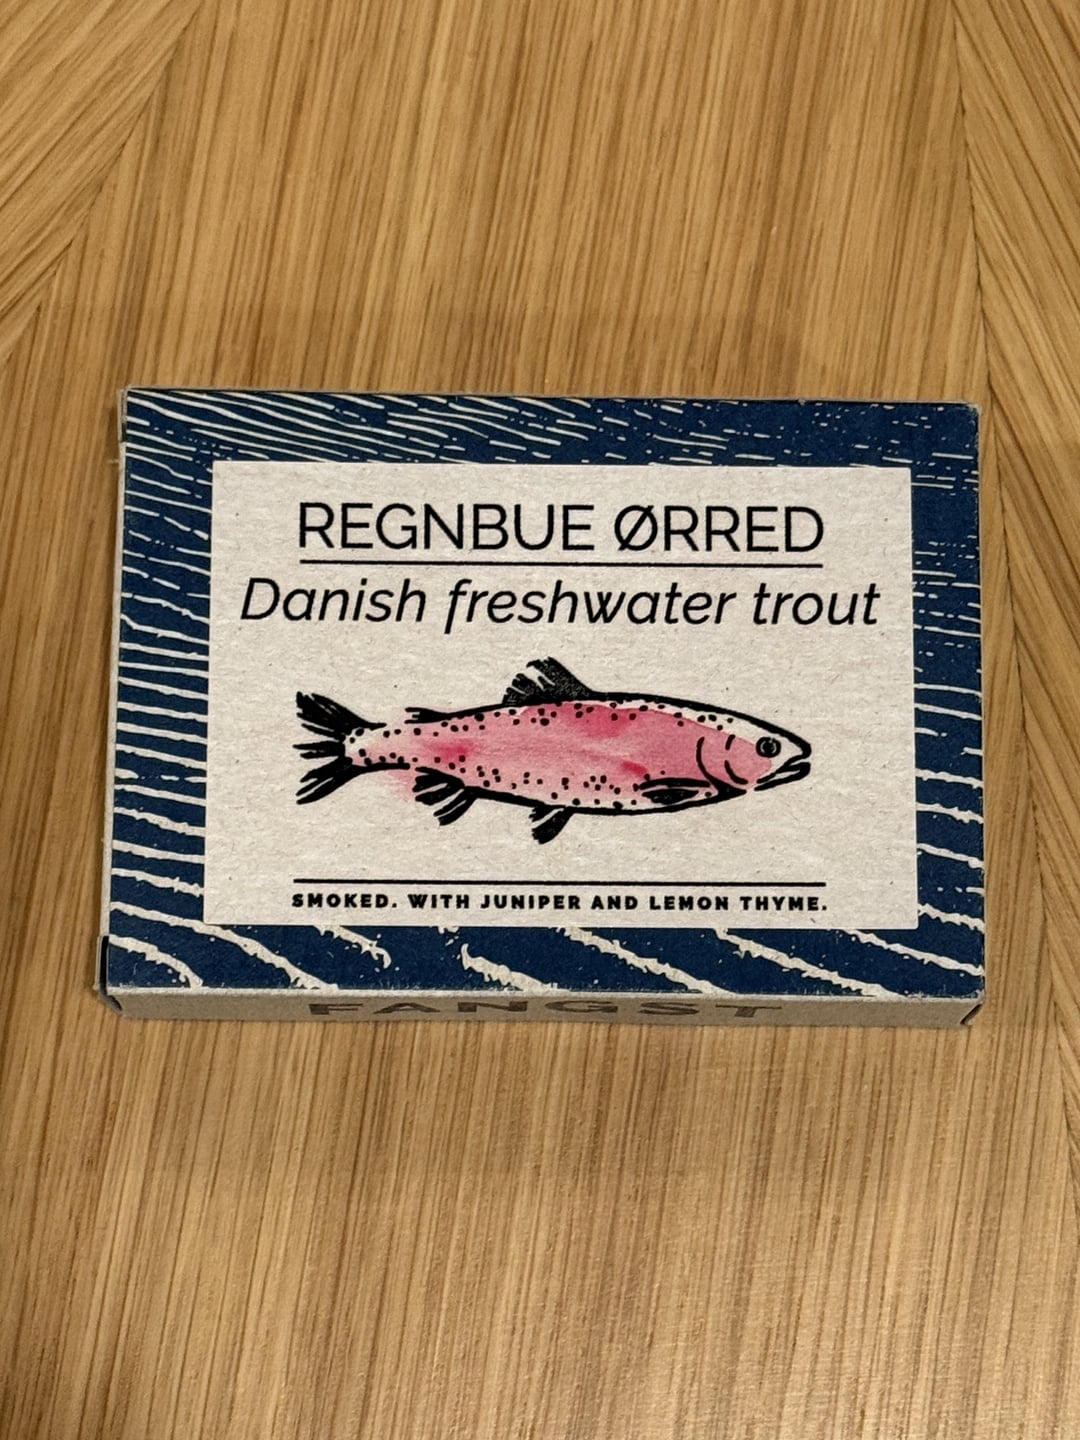 REGNBUE ØRRED
Danish freshwater trout
SMOKED. WITH JUNIPER AND LEMON THYME.
FANGST